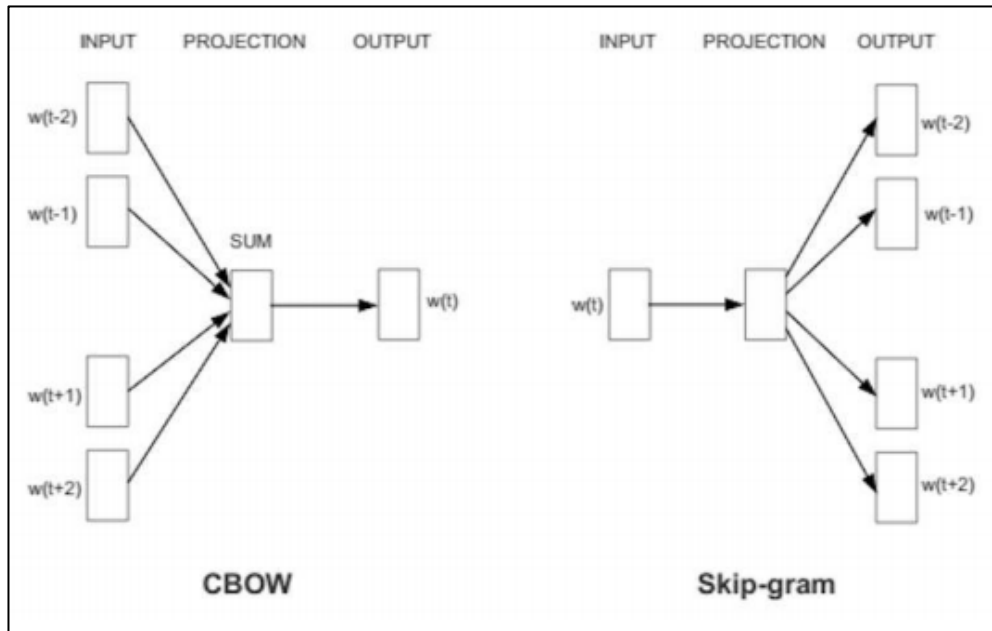 INPUT PROJECTION OUTPUT
w(t-2)
w(t-1)
SUM
w(t)
w(t+1)
w(t+2)
CBOW
INPUT PROJECTION OUTPUT
w(t-2)
w(t-1)
w(t)
w(t+1)
w(t+2)
Skip-gram